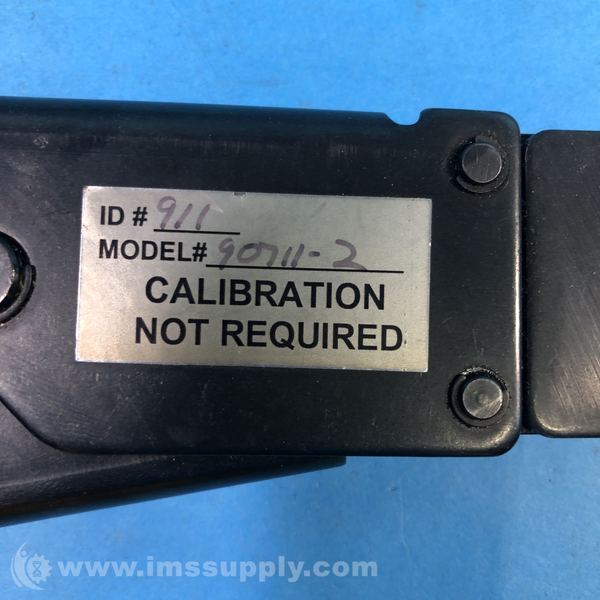 ID # 911
MODEL# 90711-2
CALIBRATION
NOT REQUIRED
www.imssupply.com